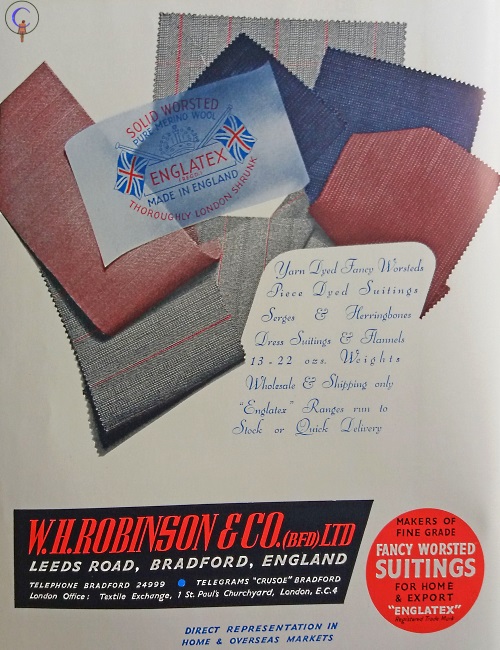 SOLID WORSTED
PURE MERINO WOOL
ENGLATEX
MADE IN ENGLAND
THOROUGHLY LONDON SHRUNK
Yarn Dyed Fancy Worsteds
Piece Dyed Suitings
Serges & Herringbones
Dress Suitings & Flannels
13-22 ozs. Weights
Wholesale & Shipping only
"Englatex" Ranges run to
Stock or Quick Delivery
W.H. ROBINSON & CO. (BFD) LTD
LEEDS ROAD, BRADFORD, ENGLAND
TELEPHONE BRADFORD 24999 • TELEGRAMS "CRUSOE" BRADFORD
London Office: Textile Exchange, 1 St. Paul's Churchyard, London, E.C.4
MAKERS OF
FINE GRADE
FANCY WORSTED
SUITINGS
FOR HOME
& EXPORT
"ENGLATEX"
Registered Trade Mark
DIRECT REPRESENTATION IN
HOME & OVERSEAS MARKETS